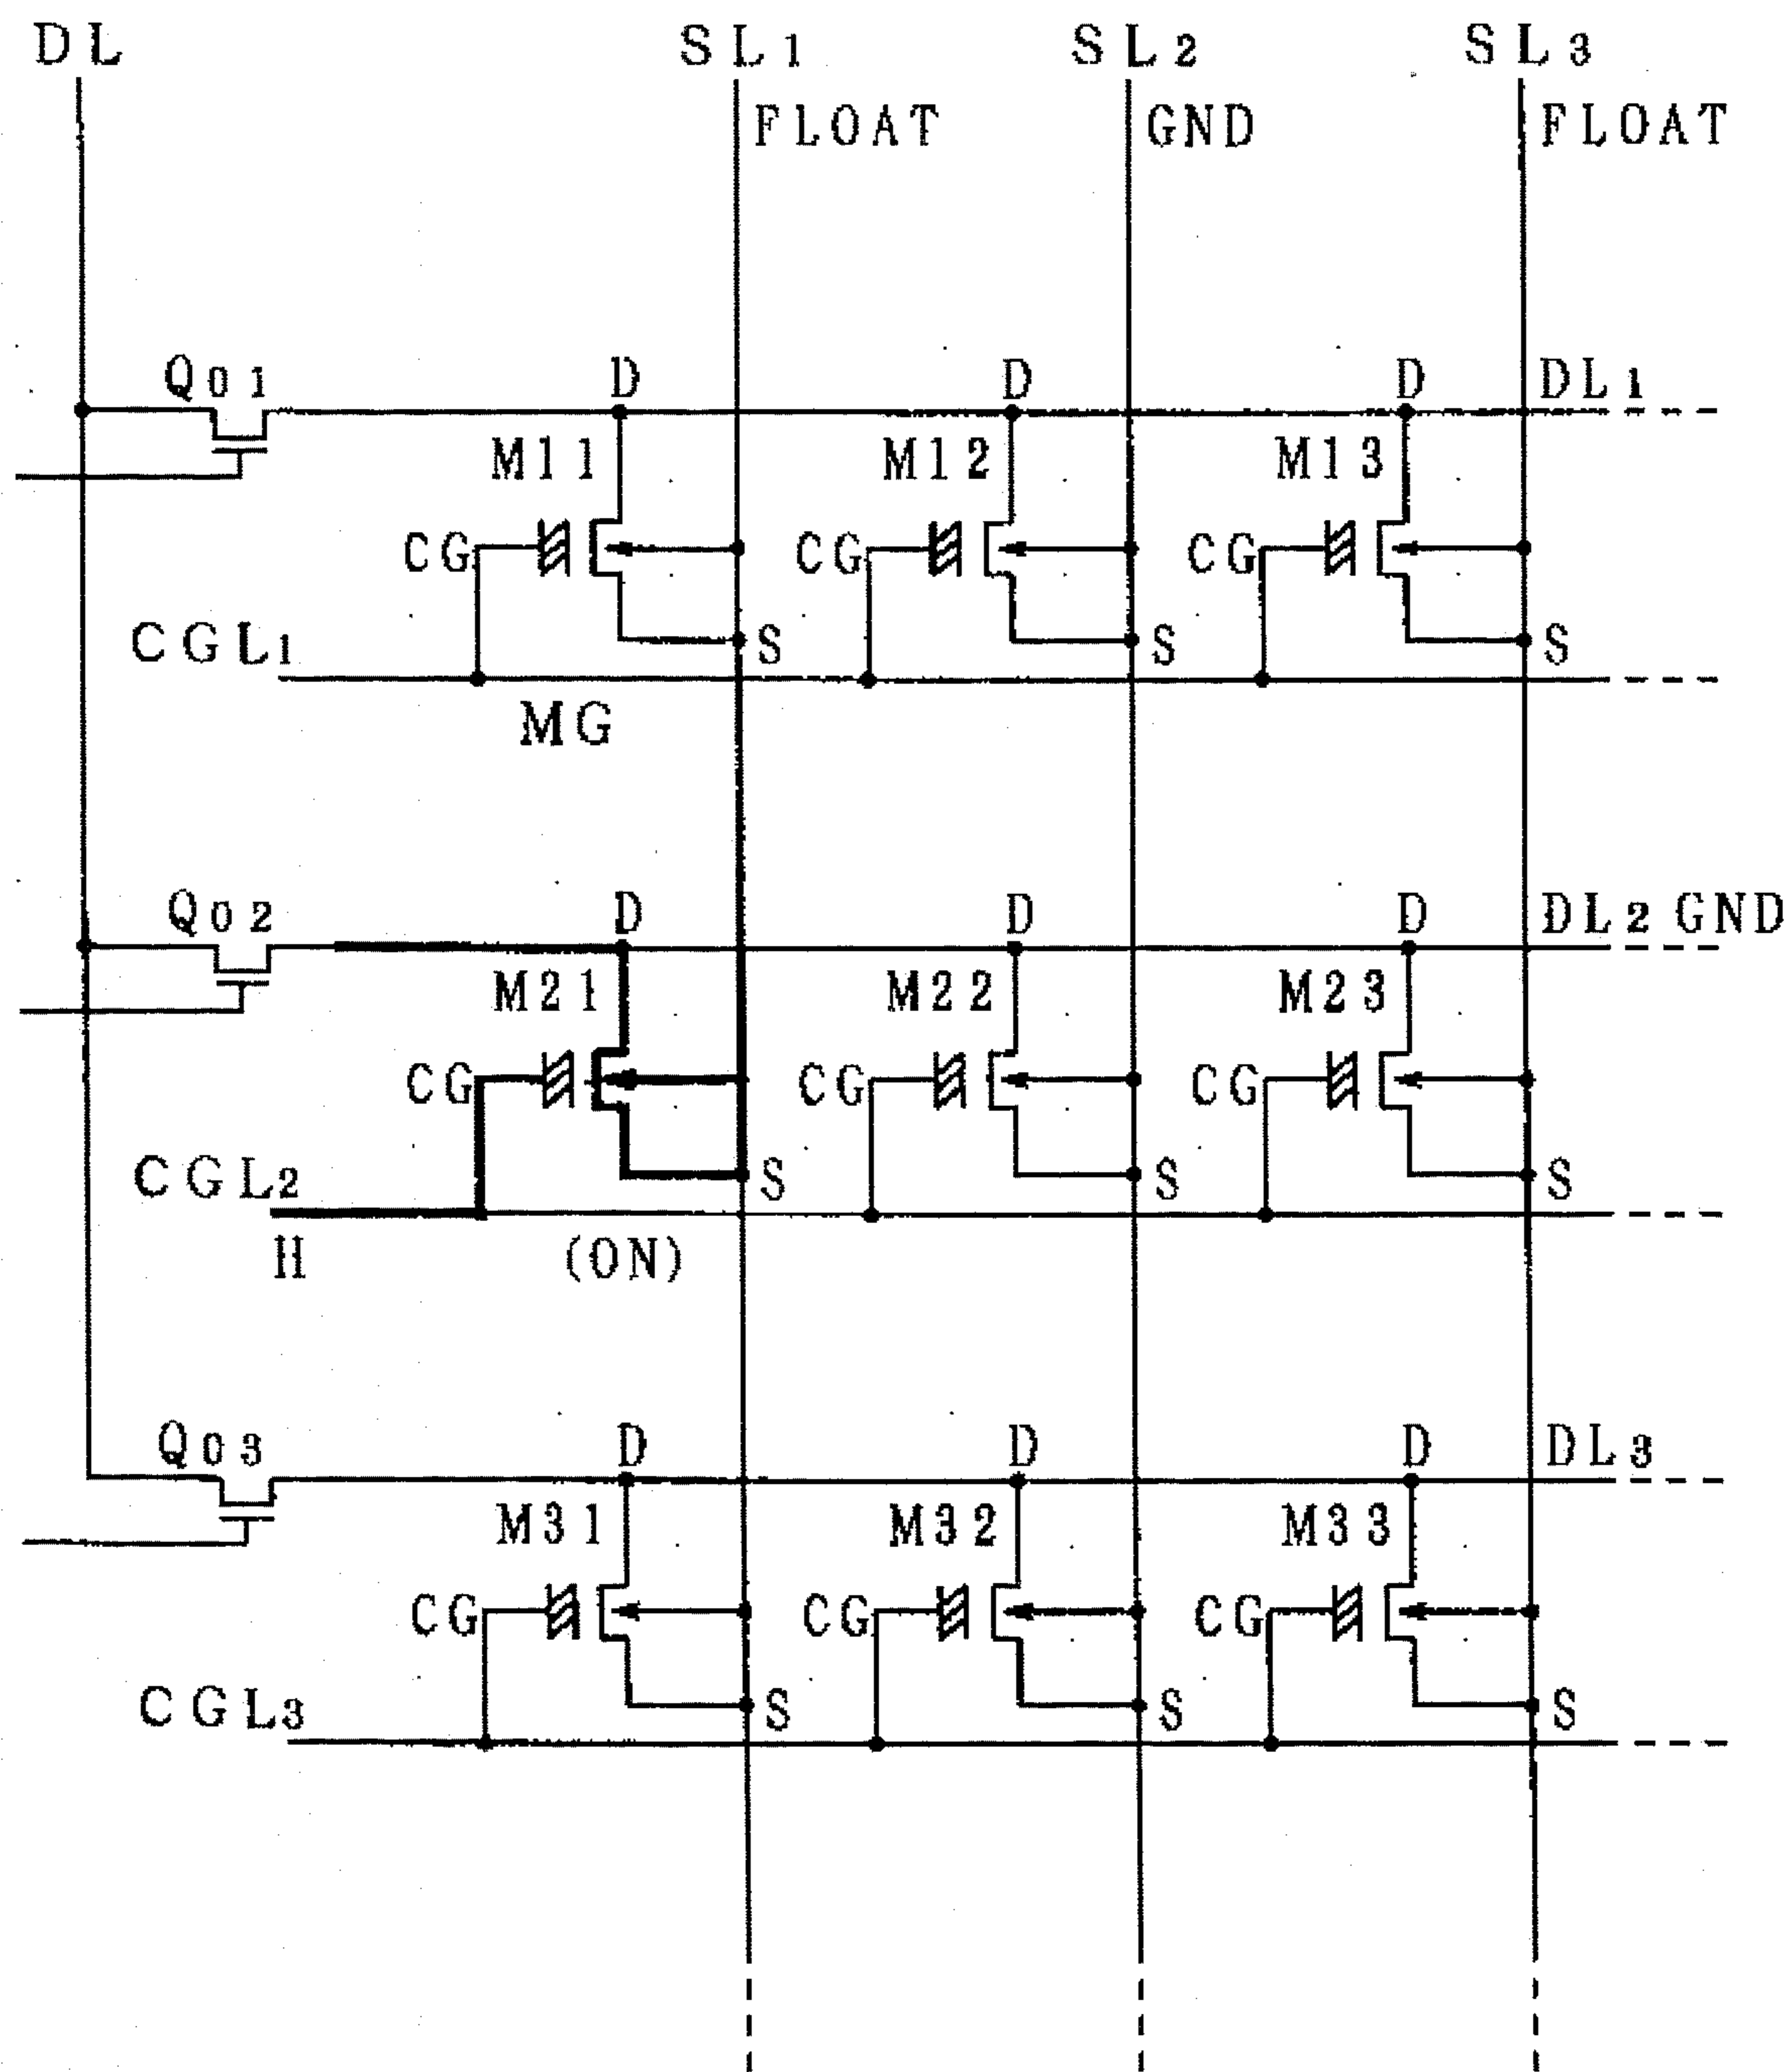 DL SL1 SL2 SL3
FLOAT GND FLOAT
Q01 D D D DL1
M11 M12 M13
CG CG CG
CGL1 S S S
MG
Q02 D D D DL2 GND
M21 M22 M23
CG CG CG
CGL2 S S S
H (ON)
Q03 D D D DL3
M31 M32 M33
CG CG CG
CGL3 S S S